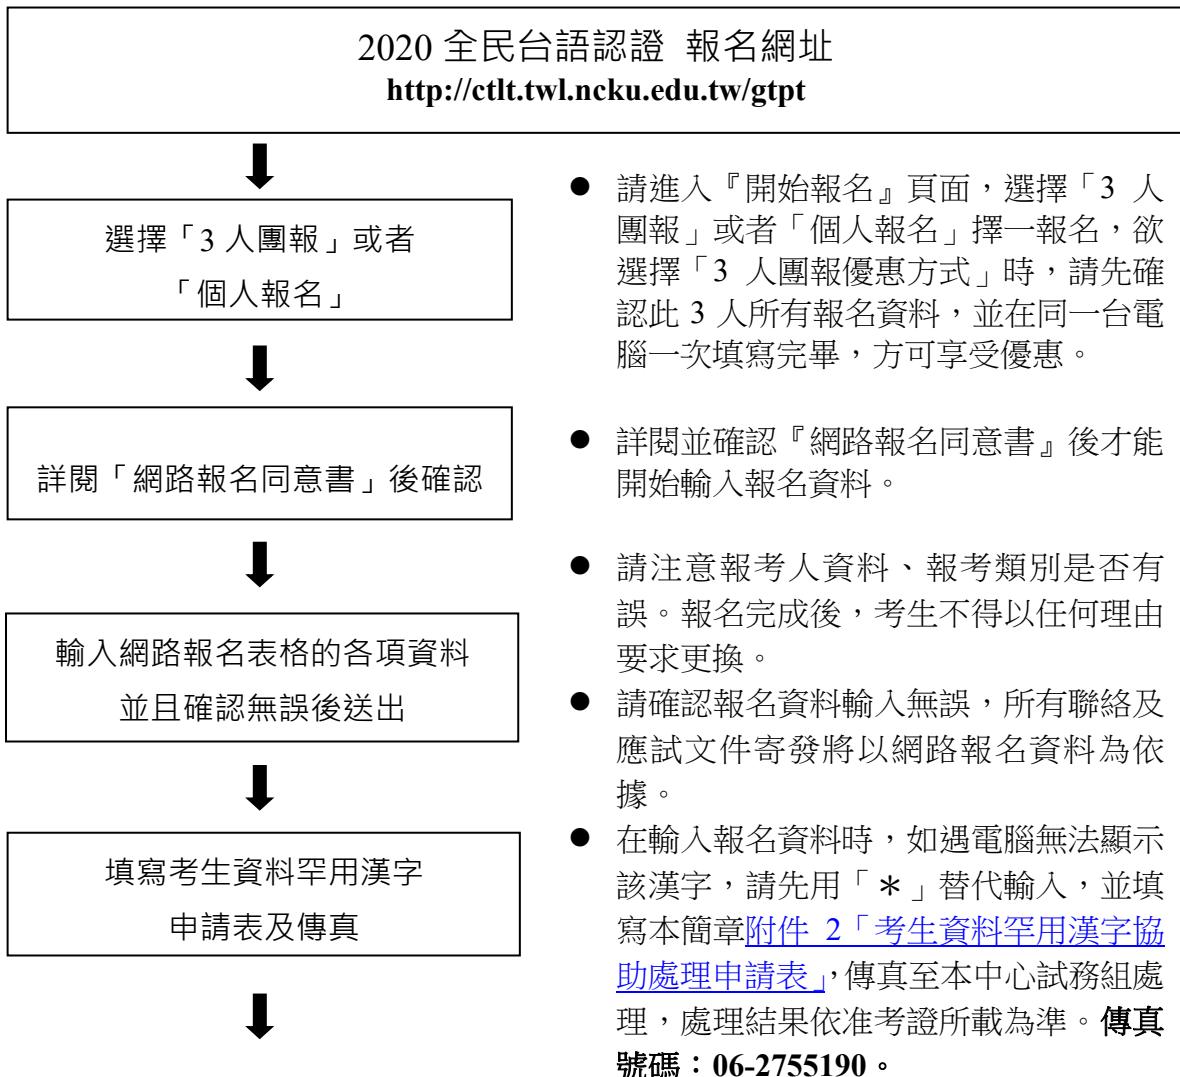 2020 全民台語認證 報名網址
http://ctlt.twl.ncku.edu.tw/gtpt
選擇「3 人團報」或者
「個人報名」
● 請進入『開始報名』頁面，選擇「3 人
團報」或者「個人報名」擇一報名，欲
選擇「3 人團報優惠方式」時，請先確
認此 3 人所有報名資料，並在同一台電
腦一次填寫完畢，方可享受優惠。
詳閱「網路報名同意書」後確認
● 詳閱並確認『網路報名同意書』後才能
開始輸入報名資料。
輸入網路報名表格的各項資料
並且確認無誤後送出
● 請注意報考人資料、報考類別是否有
誤。報名完成後，考生不得以任何理由
要求更換。
● 請確認報名資料輸入無誤，所有聯絡及
應試文件寄發將以網路報名資料為依
據。
填寫考生資料罕用漢字
申請表及傳真
● 在輸入報名資料時，如遇電腦無法顯示
該漢字，請先用「＊」替代輸入，並填
寫本簡章附件 2「考生資料罕用漢字協
助處理申請表」，傳真至本中心試務組處
理，處理結果依准考證所載為準。傳真
號碼：06-2755190。